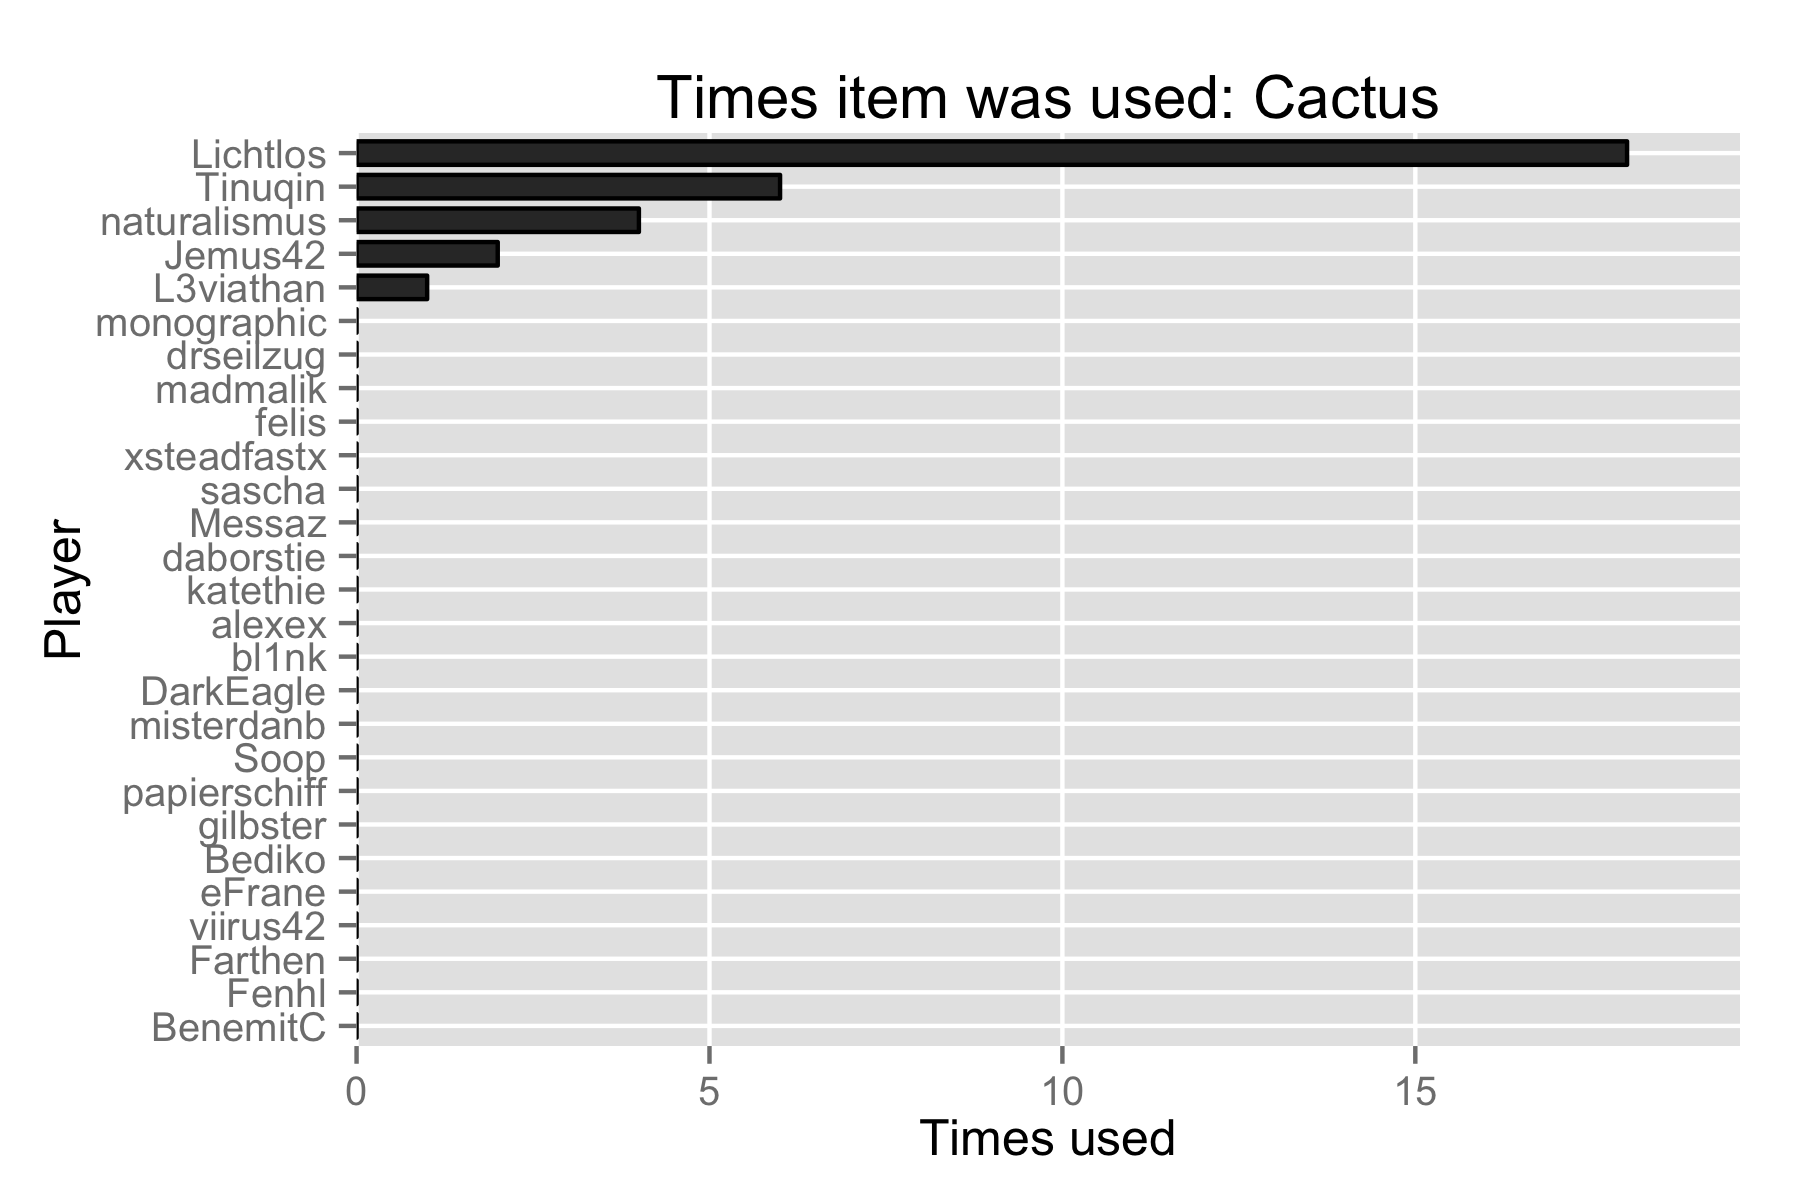 Times item was used: Cactus
Lichtlos
Tinuqin
naturalismus
Jemus42
L3viathan
monographic
drseilzug
madmalik
felis
xsteadfastx
sascha
Messaz
daborstie
katethie
alexex
bl1nk
DarkEagle
misterdanb
Soop
papierschiff
gilbster
Bediko
eFrane
viirus42
Farthen
Fenhl
BenemitC
Player
0 5 10 15
Times used